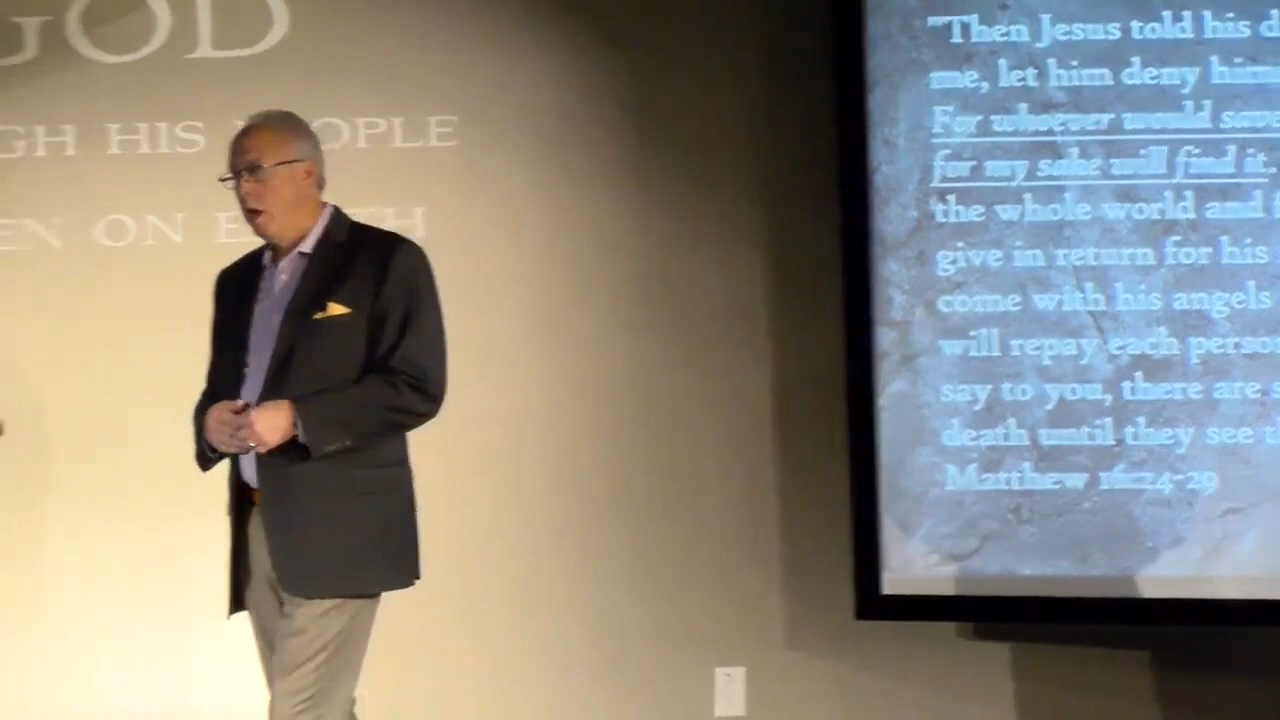 GOD
GH HIS PEOPLE
EN ON EARTH
"Then Jesus told his d
me, let him deny him
For whoever would save
for my sake will find it.
the whole world and
give in return for his
come with his angels
will repay each person
say to you, there are s
death until they see t
Matthew 16:24-29